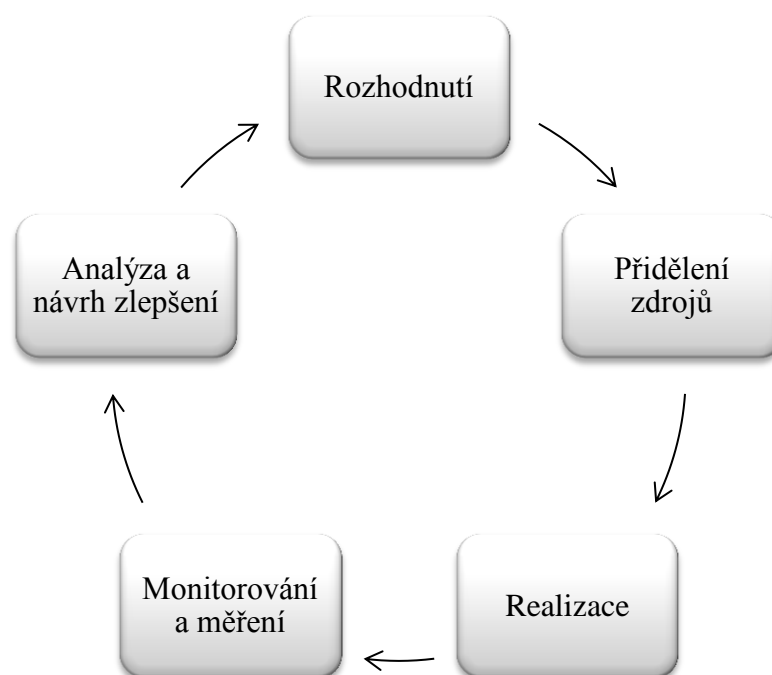 Rozhodnutí
Přidělení
zdrojů
Realizace
Monitorování
a měření
Analýza a
návrh zlepšení